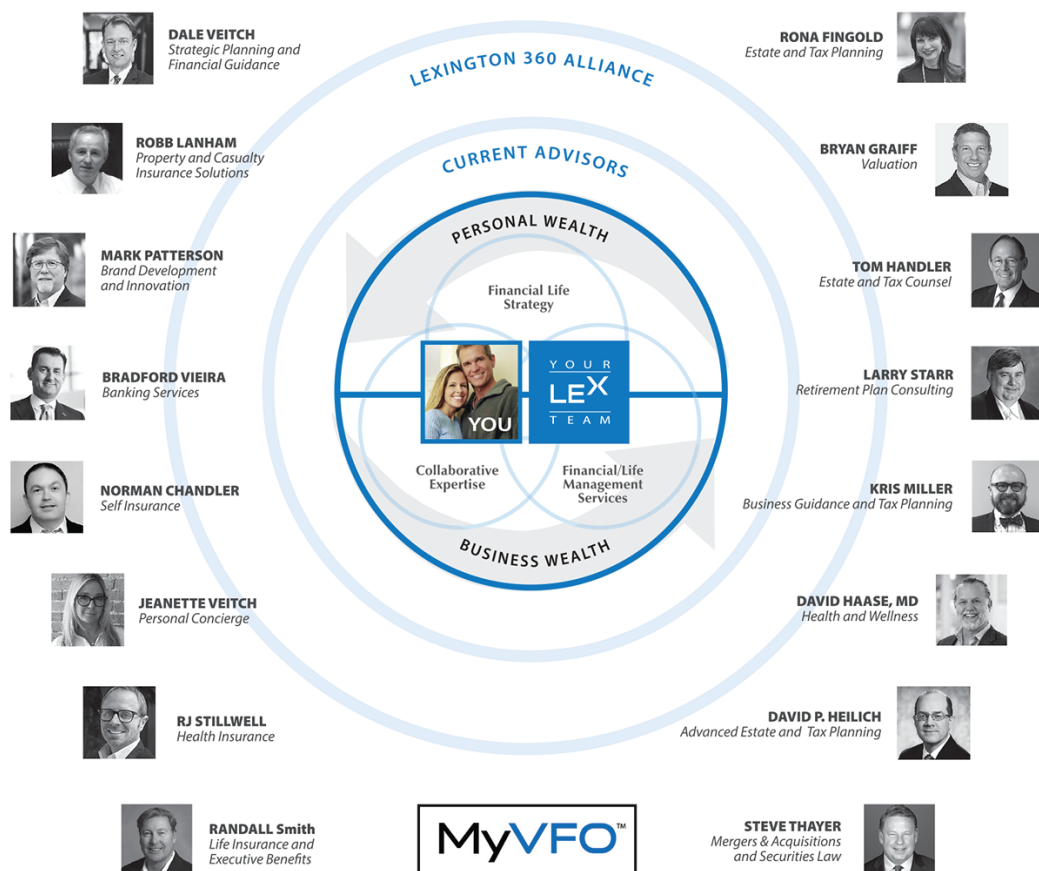 DALE VEITCH
Strategic Planning and
Financial Guidance
ROBB LANHAM
Property and Casualty
Insurance Solutions
MARK PATTERSON
Brand Development
and Innovation
BRADFORD VIEIRA
Banking Services
NORMAN CHANDLER
Self Insurance
JEANETTE VEITCH
Personal Concierge
RJ STILLWELL
Health Insurance
RANDALL Smith
Life Insurance and
Executive Benefits
LEXINGTON 360 ALLIANCE
CURRENT ADVISORS
PERSONAL WEALTH
Financial Life
Strategy
YOU
YOUR
LEX
TEAM
Collaborative
Expertise
Financial/Life
Management
Services
BUSINESS WEALTH
MyVFO™
RONA FINGOLD
Estate and Tax Planning
BRYAN GRAIFF
Valuation
TOM HANDLER
Estate and Tax Counsel
LARRY STARR
Retirement Plan Consulting
KRIS MILLER
Business Guidance and Tax Planning
DAVID HAASE, MD
Health and Wellness
DAVID P. HEILICH
Advanced Estate and Tax Planning
STEVE THAYER
Mergers & Acquisitions
and Securities Law